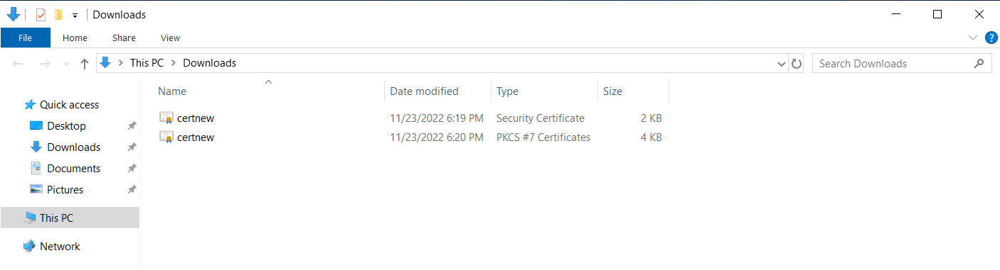 Downloads
File Home Share View
This PC Downloads Search Downloads
Name Date modified Type Size
Quick access
certnew 11/23/2022 6:19 PM Security Certificate 2 KB
Desktop
certnew 11/23/2022 6:20 PM PKCS #7 Certificates 4 KB
Downloads
Documents
Pictures
This PC
Network